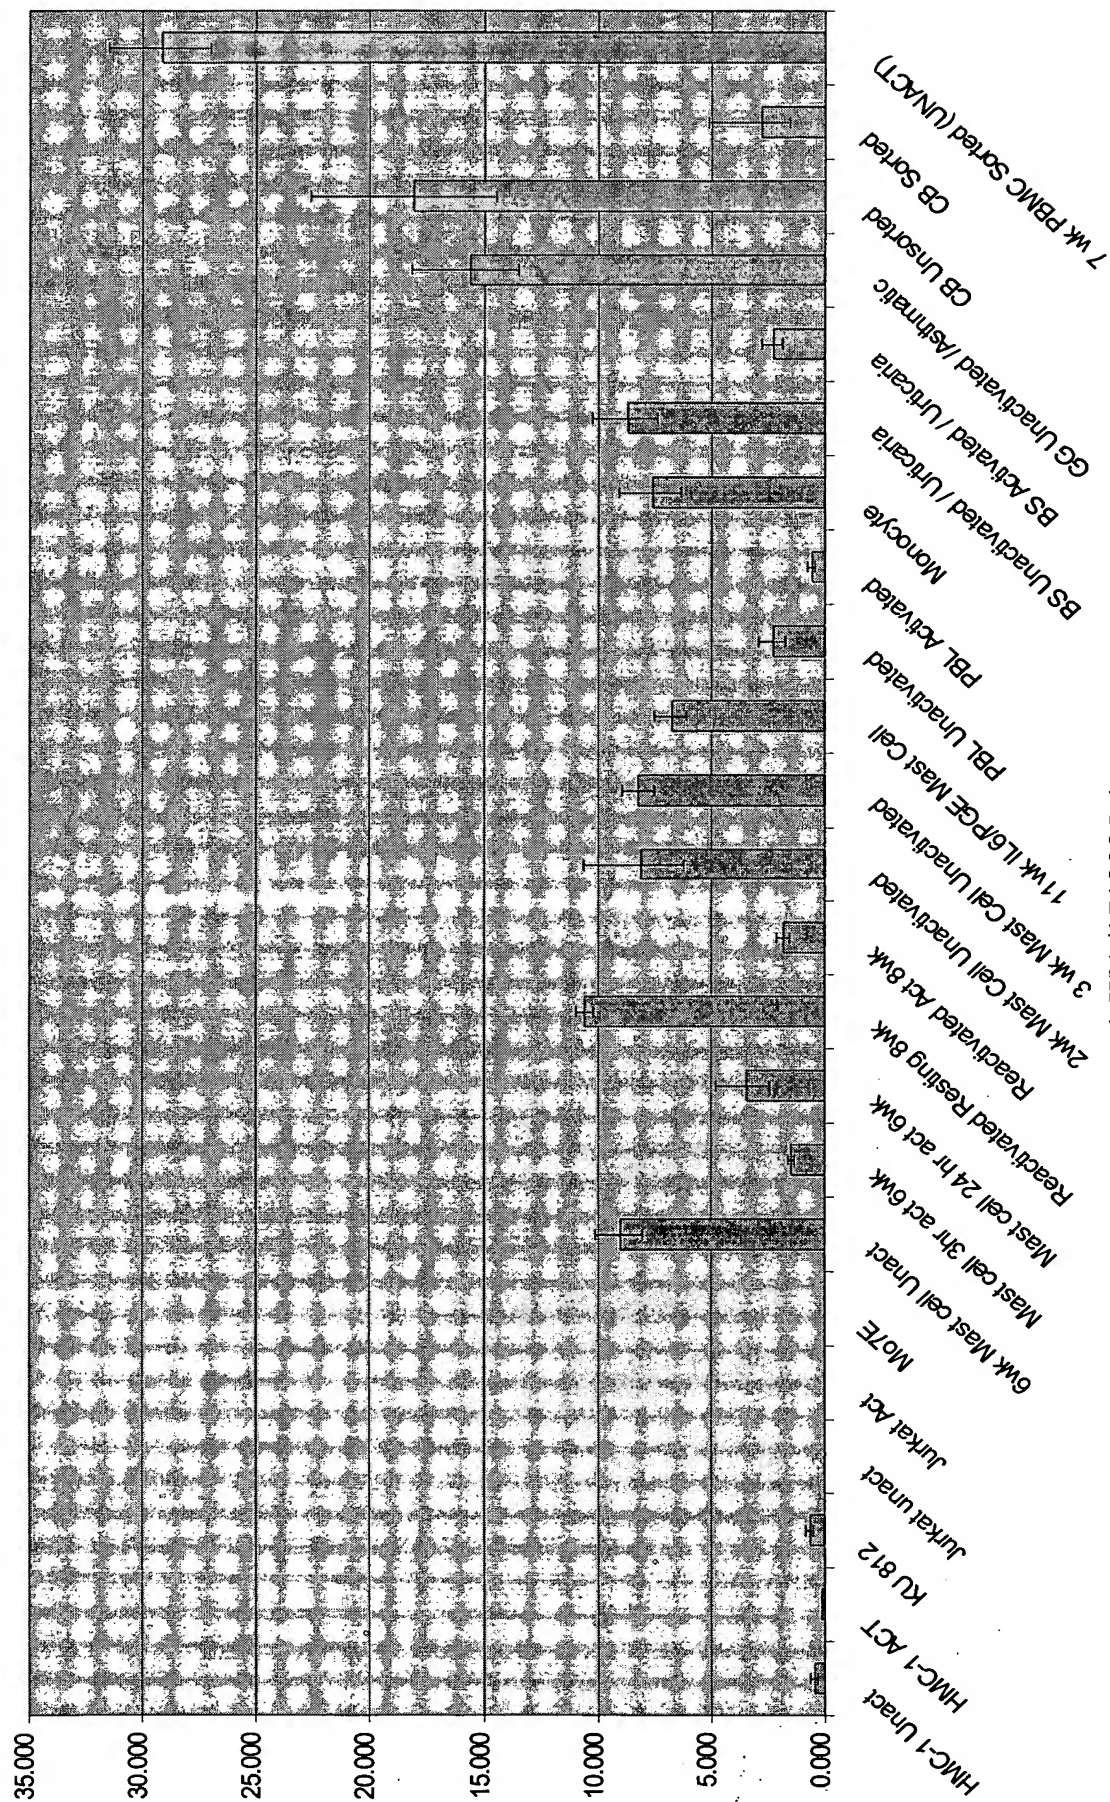 35.000
30.000
25.000
20.000
15.000
10.000
5.000
0.000
HMC-1 Unact
HMC-1 ACT
KU 812
Jurkat unact
Jurkat Act
Mo7E
6wk Mast cell Unact
Mast cell 3hr act 6wk
Mast cell 24 hr act 6wk
Reactivated Resting 8wk
Reactivated Act 8wk
2wk Mast Cell Unactivated
3 wk Mast Cell Unactivated
11 wk IL6/PGE Mast Cell
PBL Unactivated
PBL Activated
Monocyte
BS Unactivated / Urticaria
BS Activated / Urticaria
GG Unactivated /Asthmatic
CB Unsorted
CB Sorted
7 wk PBMC Sorted (UNACT)